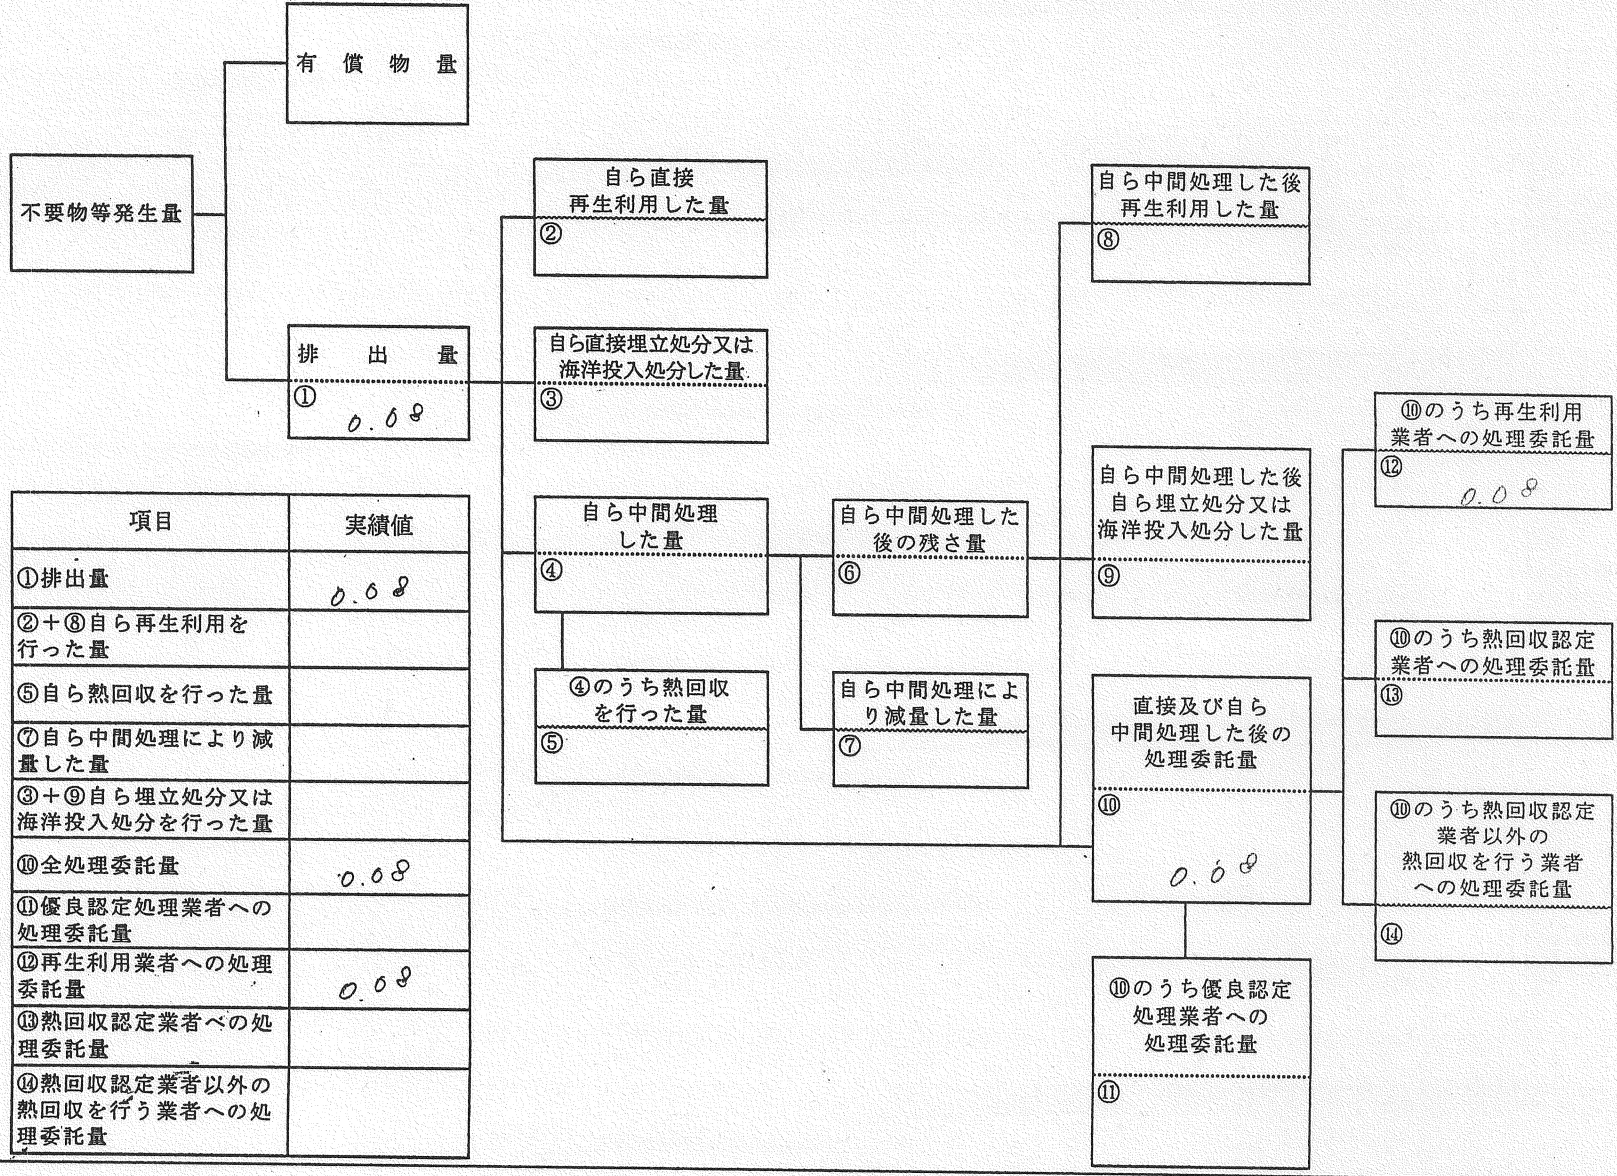 有償物量
不要物等発生量
排出量
①
0.08
自ら直接
再生利用した量
②
自ら直接埋立処分又は
海洋投入処分した量
③
自ら中間処理
した量
④
④のうち熱回収
を行った量
⑤
自ら中間処理した
後の残さ量
⑥
自ら中間処理によ
り減量した量
⑦
自ら中間処理した後
再生利用した量
⑧
自ら中間処理した後
自ら埋立処分又は
海洋投入処分した量
⑨
直接及び自ら
中間処理した後の
処理委託量
⑩
0.08
⑩のうち優良認定
処理業者への
処理委託量
⑪
⑩のうち再生利用
業者への処理委託量
⑫
0.08
⑩のうち熱回収認定
業者への処理委託量
⑬
⑩のうち熱回収認定
業者以外の
熱回収を行う業者
への処理委託量
⑭
項目 実績値
①排出量 0.08
②+⑧自ら再生利用を
行った量
⑤自ら熱回収を行った量
⑦自ら中間処理により減
量した量
③+⑨自ら埋立処分又は
海洋投入処分を行った量
⑩全処理委託量 0.08
⑪優良認定処理業者への
処理委託量
⑫再生利用業者への処理
委託量 0.08
⑬熱回収認定業者への処
理委託量
⑭熱回収認定業者以外の
熱回収を行う業者への処
理委託量